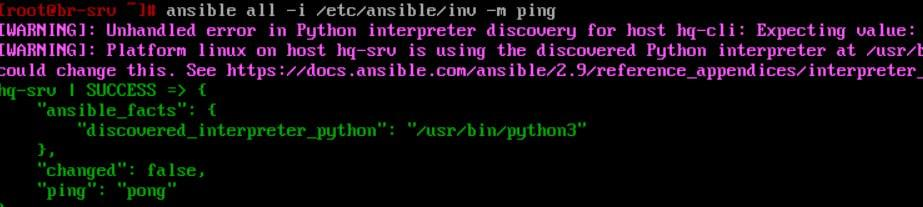 [root@br-srv ~]# ansible all -i /etc/ansible/inv -m ping
[WARNING]: Unhandled error in Python interpreter discovery for host hq-cli: Expecting value:
[WARNING]: Platform linux on host hq-srv is using the discovered Python interpreter at /usr/b
could change this. See https://docs.ansible.com/ansible/2.9/reference_appendices/interpreter_
hq-srv | SUCCESS => {
    "ansible_facts": {
        "discovered_interpreter_python": "/usr/bin/python3"
    },
    "changed": false,
    "ping": "pong"